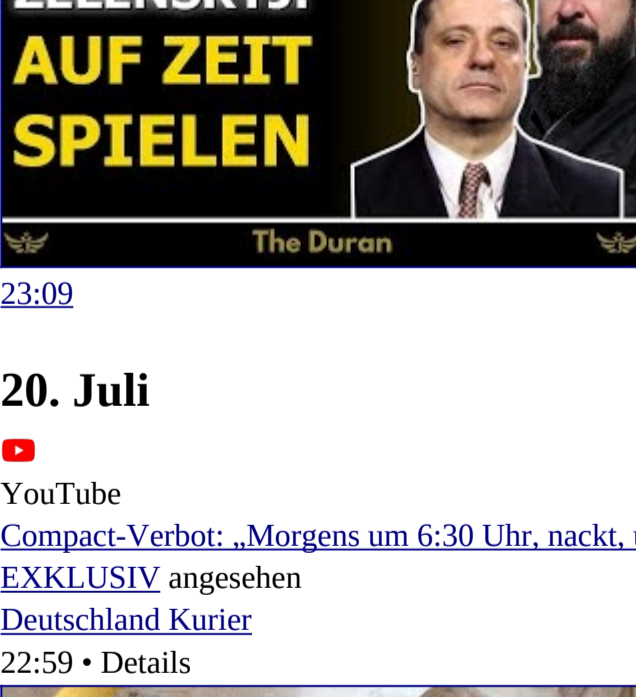 ZELENSKYJ:
AUF ZEIT
SPIELEN
The Duran
23:09
20. Juli
YouTube
Compact-Verbot: „Morgens um 6:30 Uhr, nackt,
EXKLUSIV angesehen
Deutschland Kurier
22:59 • Details